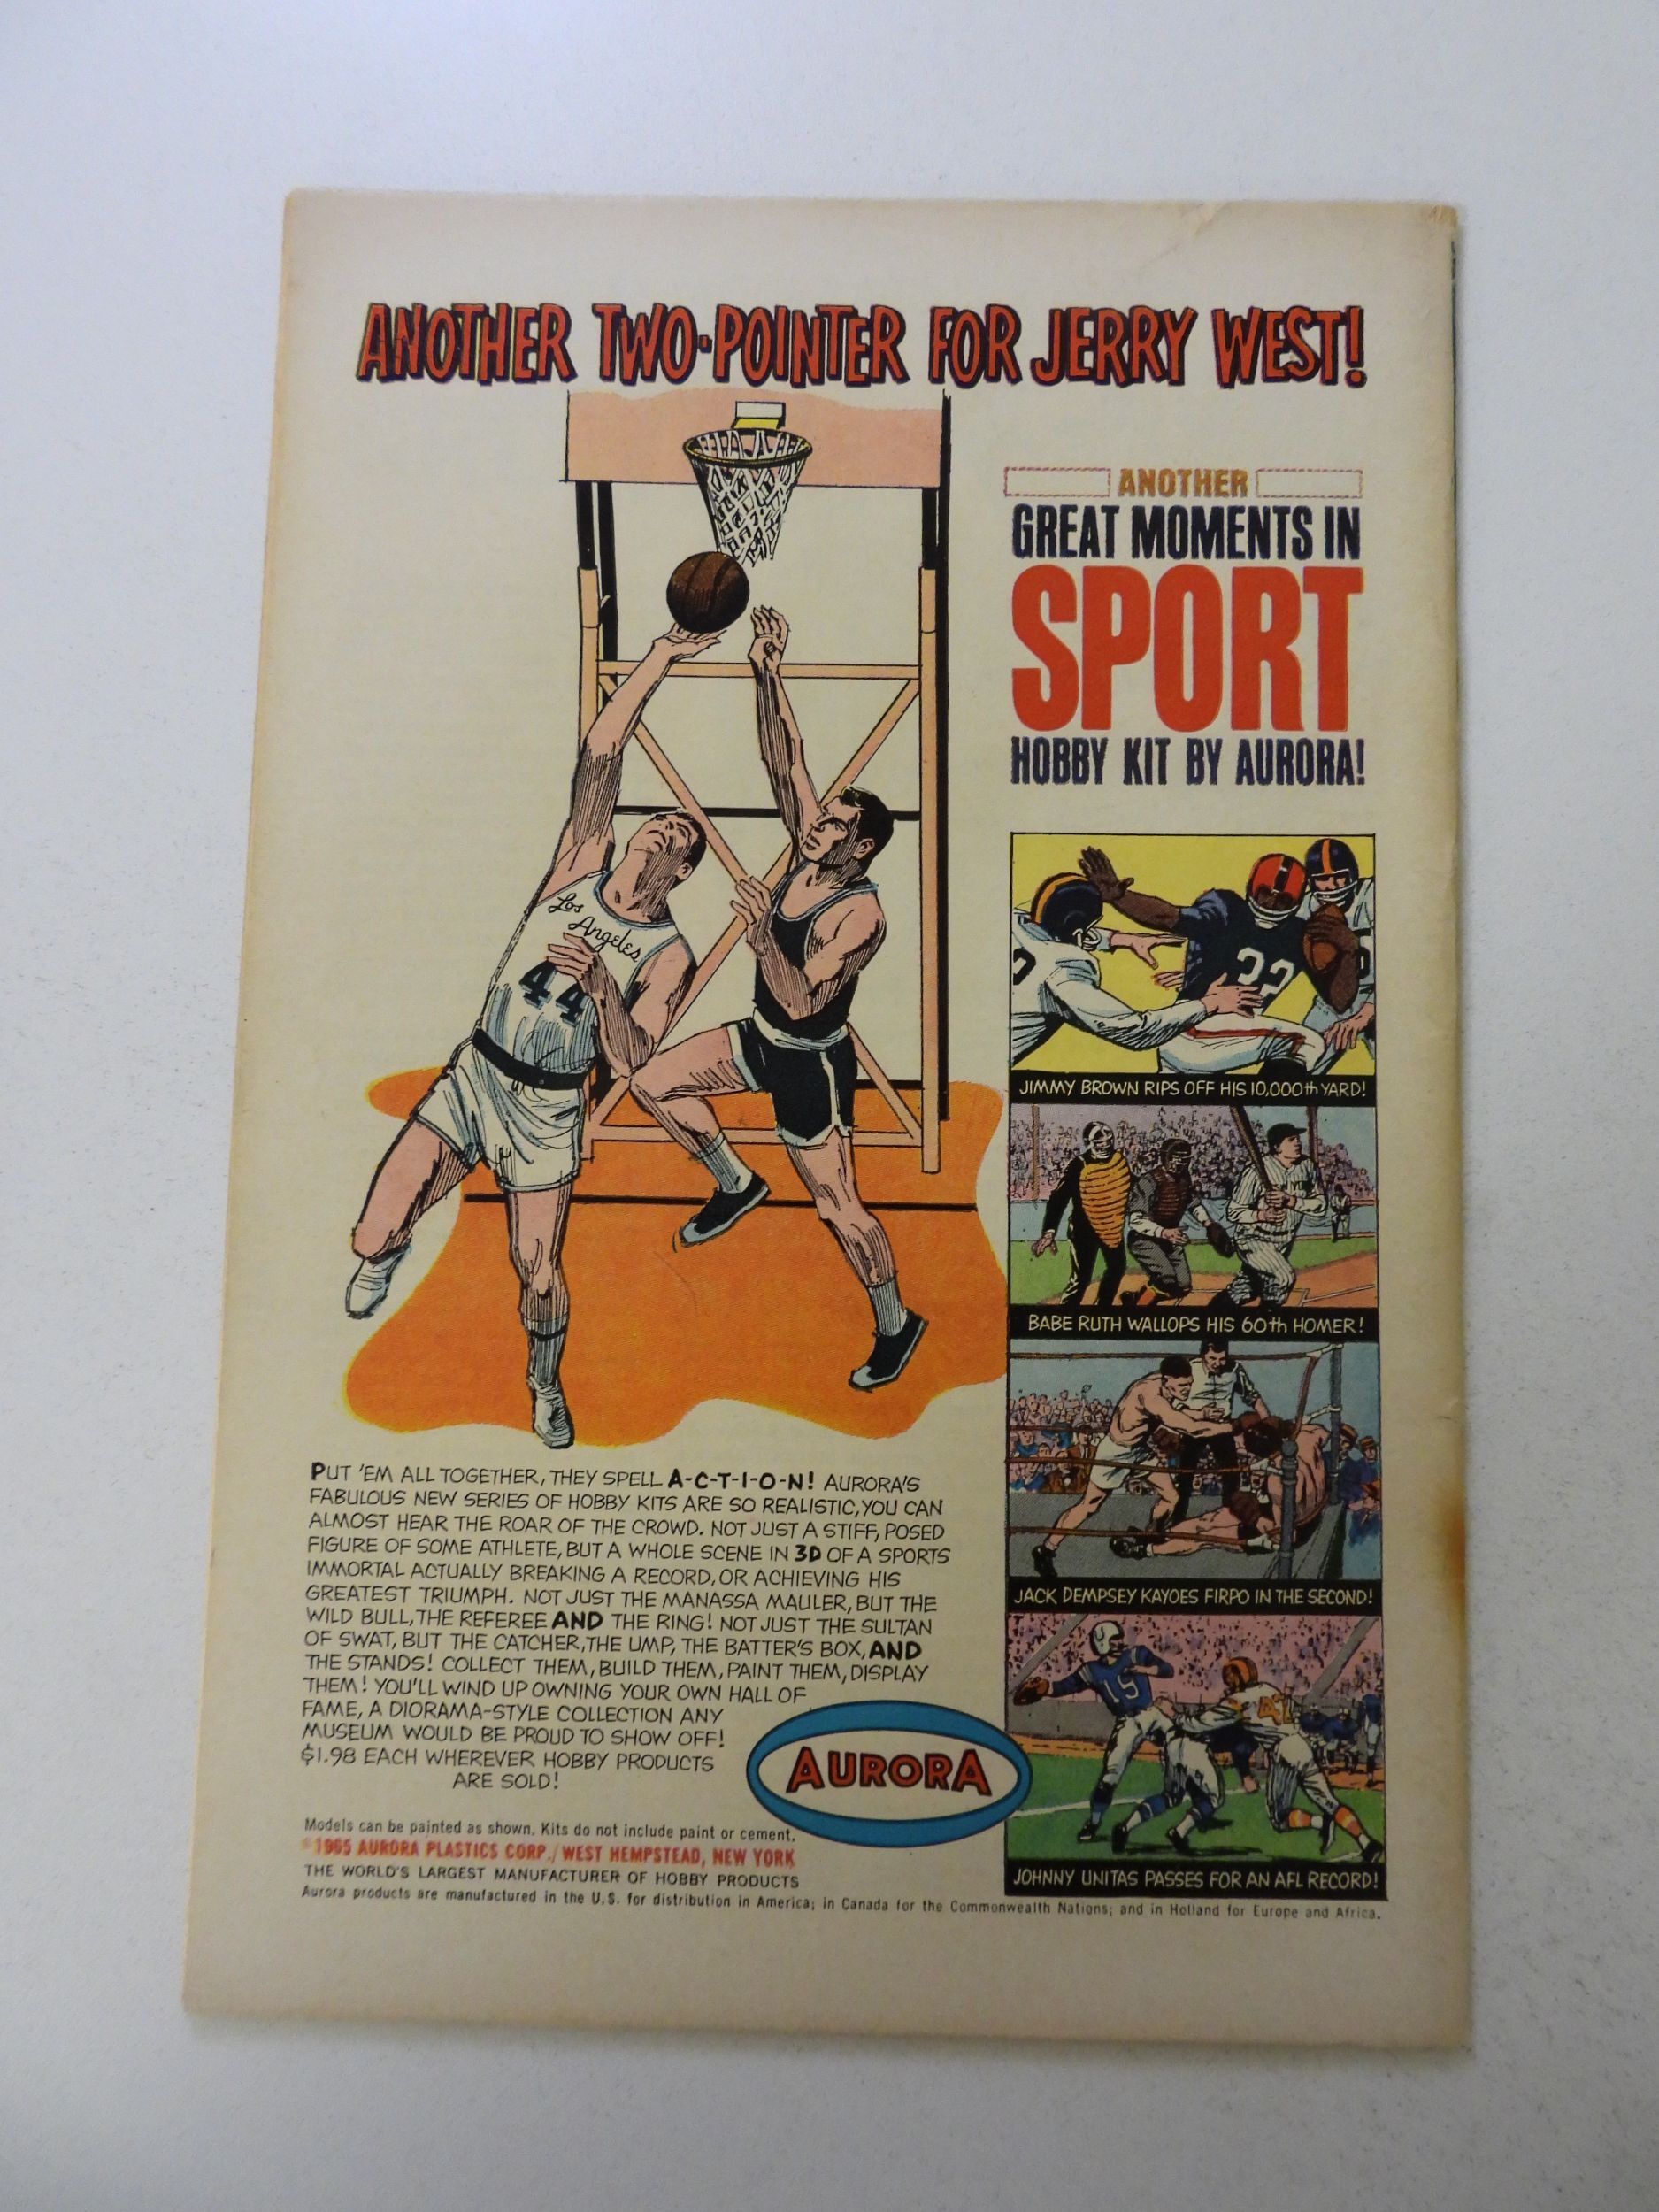 ANOTHER TWO-POINTER FOR JERRY WEST!
ANOTHER
GREAT MOMENTS IN
SPORT
HOBBY KIT BY AURORA!
Los
Angeles
44
32
JIMMY BROWN RIPS OFF HIS 10,000th YARD!
BABE RUTH WALLOPS HIS 60th HOMER!
JACK DEMPSEY KAYOES FIRPO IN THE SECOND!
19
JOHNNY UNITAS PASSES FOR AN AFL RECORD!
PUT 'EM ALL TOGETHER, THEY SPELL A-C-T-I-O-N! AURORA'S
FABULOUS NEW SERIES OF HOBBY KITS ARE SO REALISTIC, YOU CAN
ALMOST HEAR THE ROAR OF THE CROWD. NOT JUST A STIFF, POSED
FIGURE OF SOME ATHLETE, BUT A WHOLE SCENE IN 3D OF A SPORTS
IMMORTAL ACTUALLY BREAKING A RECORD, OR ACHIEVING HIS
GREATEST TRIUMPH. NOT JUST THE MANASSA MAULER, BUT THE
WILD BULL, THE REFEREE AND THE RING! NOT JUST THE SULTAN
OF SWAT, BUT THE CATCHER, THE UMP, THE BATTER'S BOX, AND
THE STANDS! COLLECT THEM, BUILD THEM, PAINT THEM, DISPLAY
THEM! YOU'LL WIND UP OWNING YOUR OWN HALL OF
FAME, A DIORAMA-STYLE COLLECTION ANY
MUSEUM WOULD BE PROUD TO SHOW OFF!
$1.98 EACH WHEREVER HOBBY PRODUCTS
ARE SOLD!
AURORA
Models can be painted as shown. Kits do not include paint or cement.
©1965 AURORA PLASTICS CORP./WEST HEMPSTEAD, NEW YORK
THE WORLD'S LARGEST MANUFACTURER OF HOBBY PRODUCTS
Aurora products are manufactured in the U.S. for distribution in America; in Canada for the Commonwealth Nations; and in Holland for Europe and Africa.